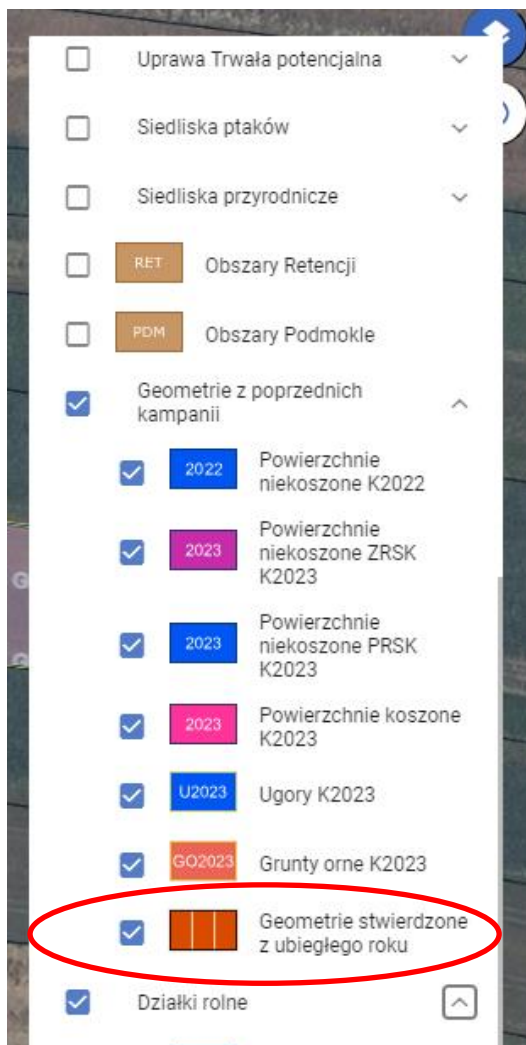 Uprawa Trwała potencjalna
Siedliska ptaków
Siedliska przyrodnicze
RET Obszary Retencji
PDM Obszary Podmokłe
Geometrie z poprzednich
kampanii
2022 Powierzchnie
niekoszone K2022
2023 Powierzchnie
niekoszone ZRSK
K2023
2023 Powierzchnie
niekoszone PRSK
K2023
2023 Powierzchnie koszone
K2023
U2023 Ugory K2023
GO2023 Grunty orne K2023
Geometrie stwierdzone
z ubiegłego roku
Działki rolne